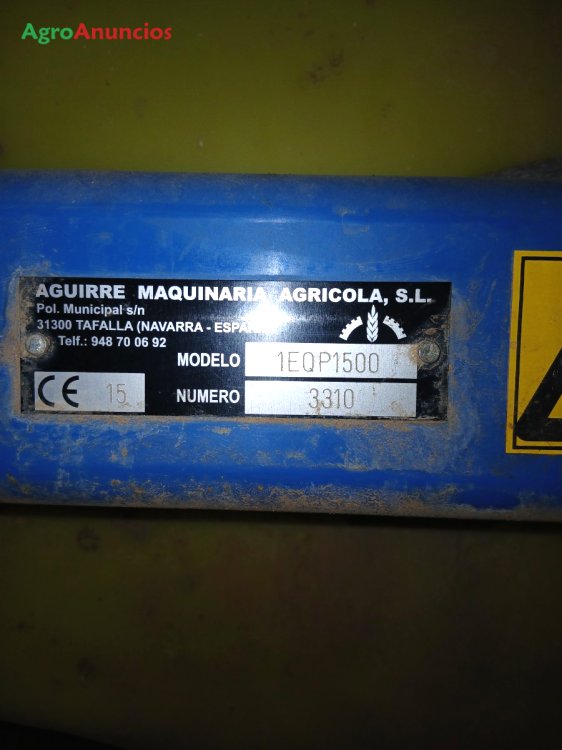 AgroAnuncios
AGUIRRE MAQUINARIA AGRICOLA, S.L.
Pol. Municipal s/n
31300 TAFALLA (NAVARRA - ESPA
Telf.: 948 70 06 92
MODELO 1EQP1500
CE 15 NUMERO 3310